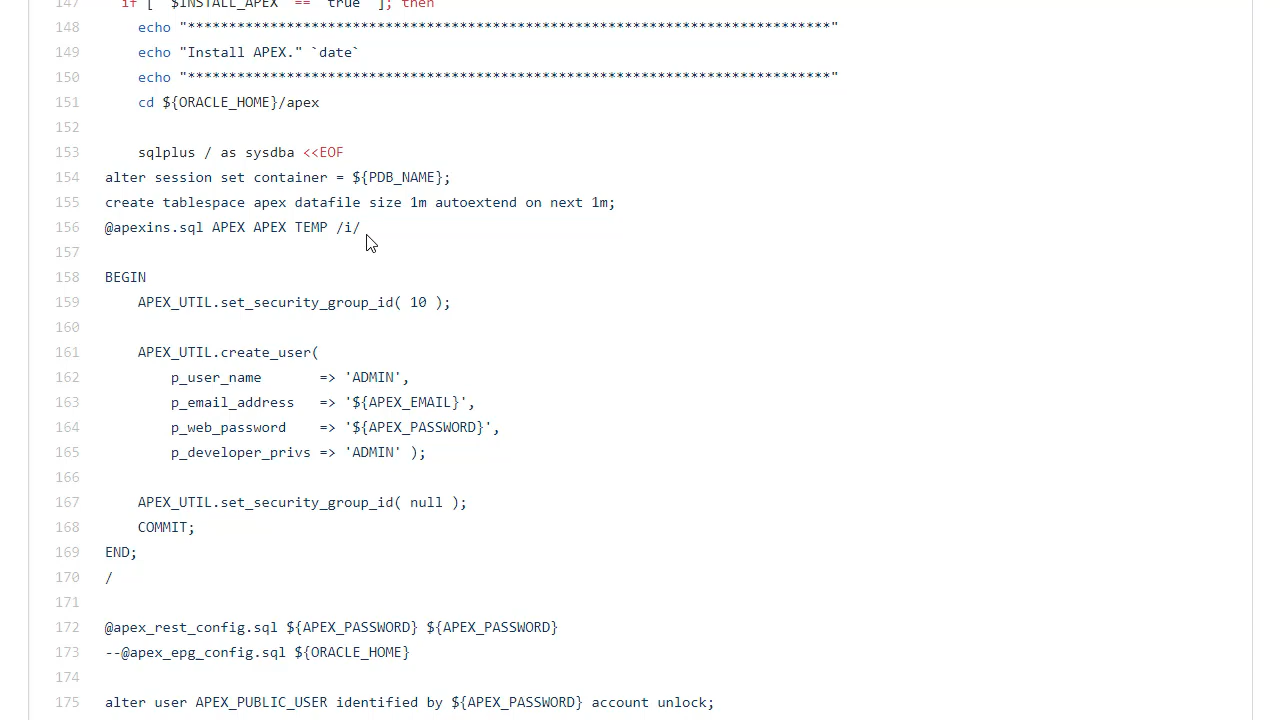 147 if [ "$INSTALL_APEX" == "true" ]; then
148 echo "******************************************************************************"
149 echo "Install APEX." `date`
150 echo "******************************************************************************"
151 cd ${ORACLE_HOME}/apex
152
153 sqlplus / as sysdba <<EOF
154 alter session set container = ${PDB_NAME};
155 create tablespace apex datafile size 1m autoextend on next 1m;
156 @apexins.sql APEX APEX TEMP /i/
157
158 BEGIN
159 APEX_UTIL.set_security_group_id( 10 );
160
161 APEX_UTIL.create_user(
162 p_user_name => 'ADMIN',
163 p_email_address => '${APEX_EMAIL}',
164 p_web_password => '${APEX_PASSWORD}',
165 p_developer_privs => 'ADMIN' );
166
167 APEX_UTIL.set_security_group_id( null );
168 COMMIT;
169 END;
170 /
171
172 @apex_rest_config.sql ${APEX_PASSWORD} ${APEX_PASSWORD}
173 --@apex_epg_config.sql ${ORACLE_HOME}
174
175 alter user APEX_PUBLIC_USER identified by ${APEX_PASSWORD} account unlock;